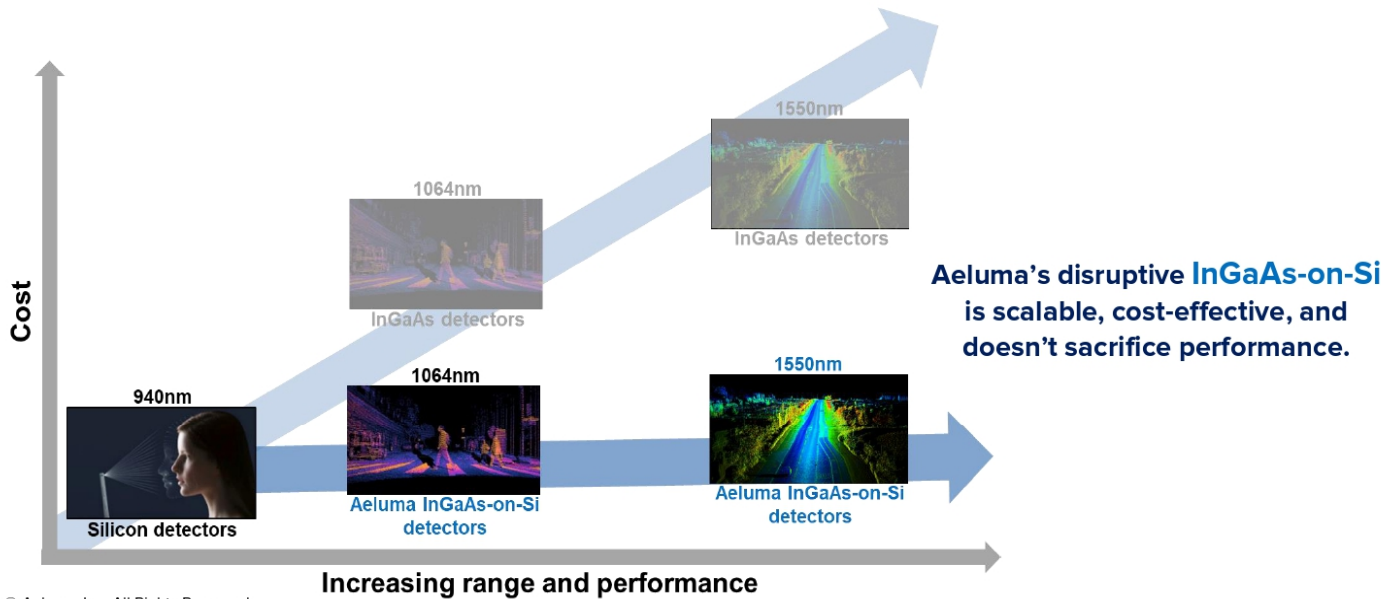 1550nm
InGaAs detectors
1064nm
InGaAs detectors
Cost
Aeluma’s disruptive InGaAs-on-Si
is scalable, cost-effective, and
doesn’t sacrifice performance.
940nm
Silicon detectors
1064nm
Aeluma InGaAs-on-Si
detectors
1550nm
Aeluma InGaAs-on-Si
detectors
Increasing range and performance